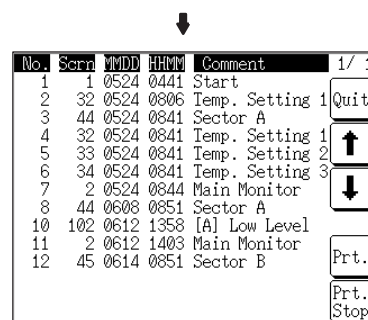 No. Scrn MMDD HHMM Comment 1/ 1
1 1 0524 0441 Start
2 32 0524 0806 Temp. Setting 1
3 44 0524 0841 Sector A
4 32 0524 0841 Temp. Setting 1
5 33 0524 0841 Temp. Setting 2
6 34 0524 0841 Temp. Setting 3
7 2 0524 0844 Main Monitor
8 44 0608 0851 Sector A
10 102 0612 1358 [A] Low Level
11 2 0612 1403 Main Monitor
12 45 0614 0851 Sector B
Quit
Prt.
Prt.
Stop